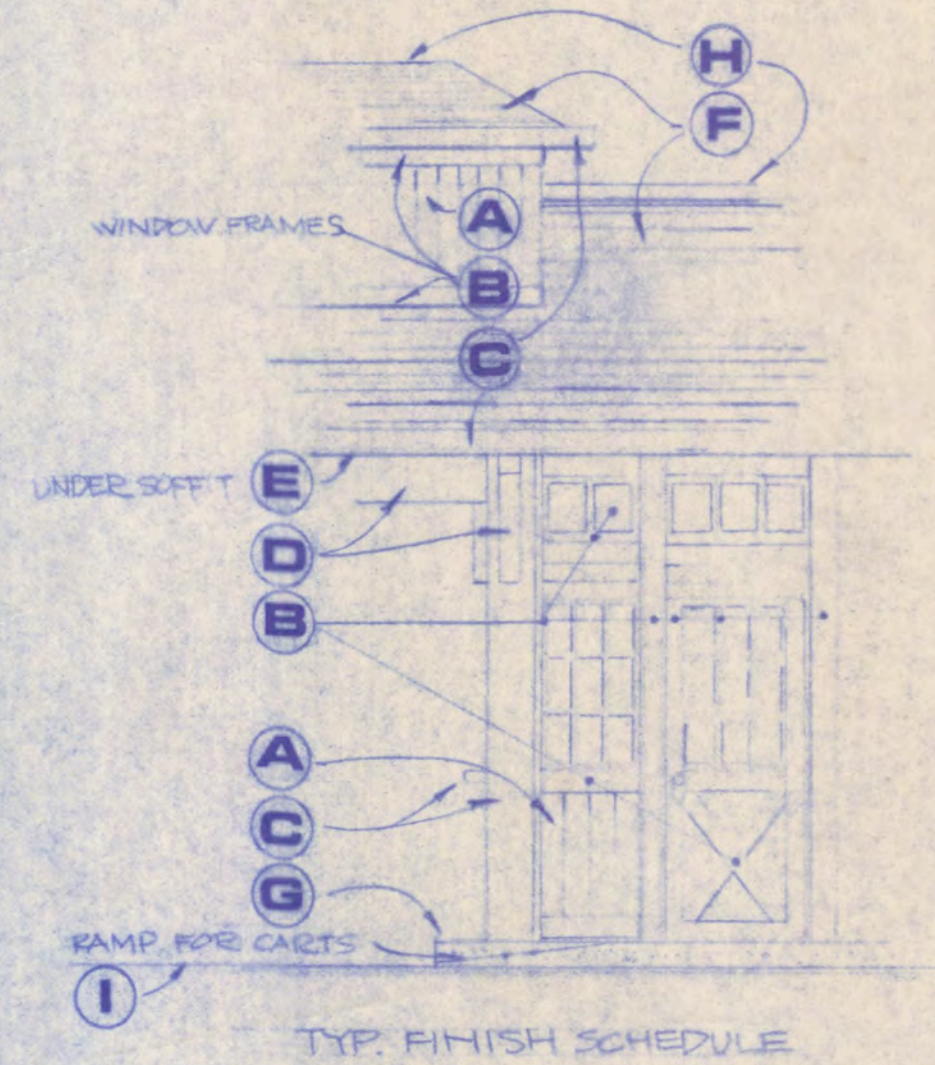 H
F
A
WINDOW FRAMES
B
C
UNDER SOFFIT E
D
B
A
C
G
RAMP FOR CARTS
I
TYP. FINISH SCHEDULE